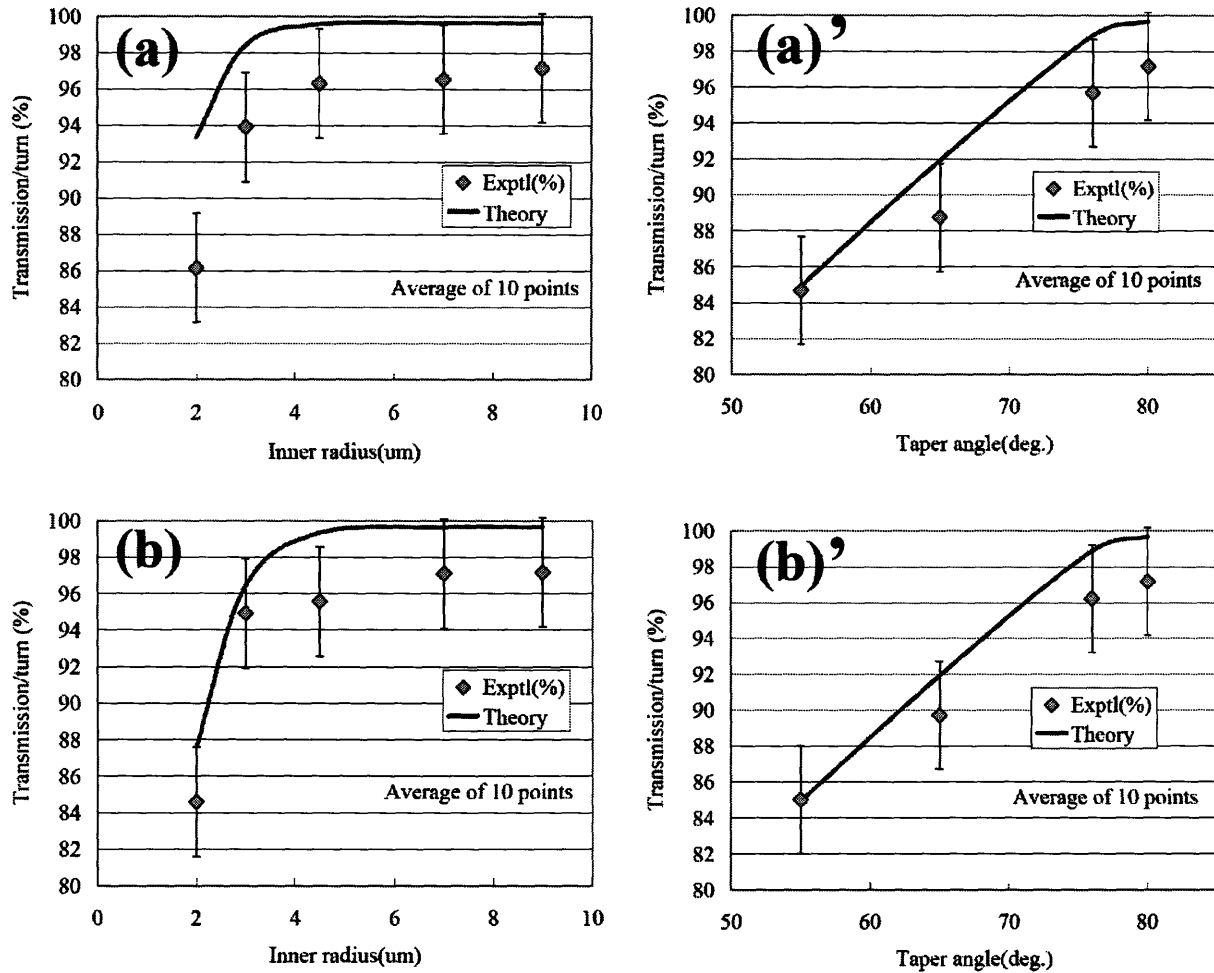 (a)
Transmission/turn (%)
100
98
96
94
92
90
88
86
84
82
80
0 2 4 6 8 10
Inner radius(um)
Exptl(%)
Theory
Average of 10 points
(a)’
Transmission/turn (%)
100
98
96
94
92
90
88
86
84
82
80
50 60 70 80
Taper angle(deg.)
Exptl(%)
Theory
Average of 10 points
(b)
Transmission/turn (%)
100
98
96
94
92
90
88
86
84
82
80
0 2 4 6 8 10
Inner radius(um)
Exptl(%)
Theory
Average of 10 points
(b)’
Transmission/turn (%)
100
98
96
94
92
90
88
86
84
82
80
50 60 70 80
Taper angle(deg.)
Exptl(%)
Theory
Average of 10 points